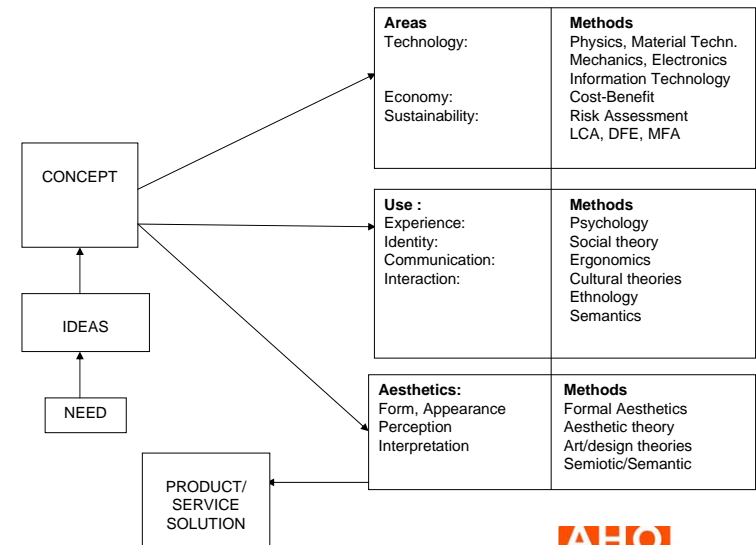 Areas Methods
Technology: Physics, Material Techn.
Mechanics, Electronics
Information Technology
Economy: Cost-Benefit
Sustainability: Risk Assessment
LCA, DFE, MFA
CONCEPT
Use : Methods
Experience: Psychology
Identity: Social theory
Communication: Ergonomics
Interaction: Cultural theories
Ethnology
Semantics
IDEAS
NEED
Aesthetics: Methods
Form, Appearance Formal Aesthetics
Perception Aesthetic theory
Interpretation Art/design theories
Semiotic/Semantic
PRODUCT/
SERVICE
SOLUTION
AHO